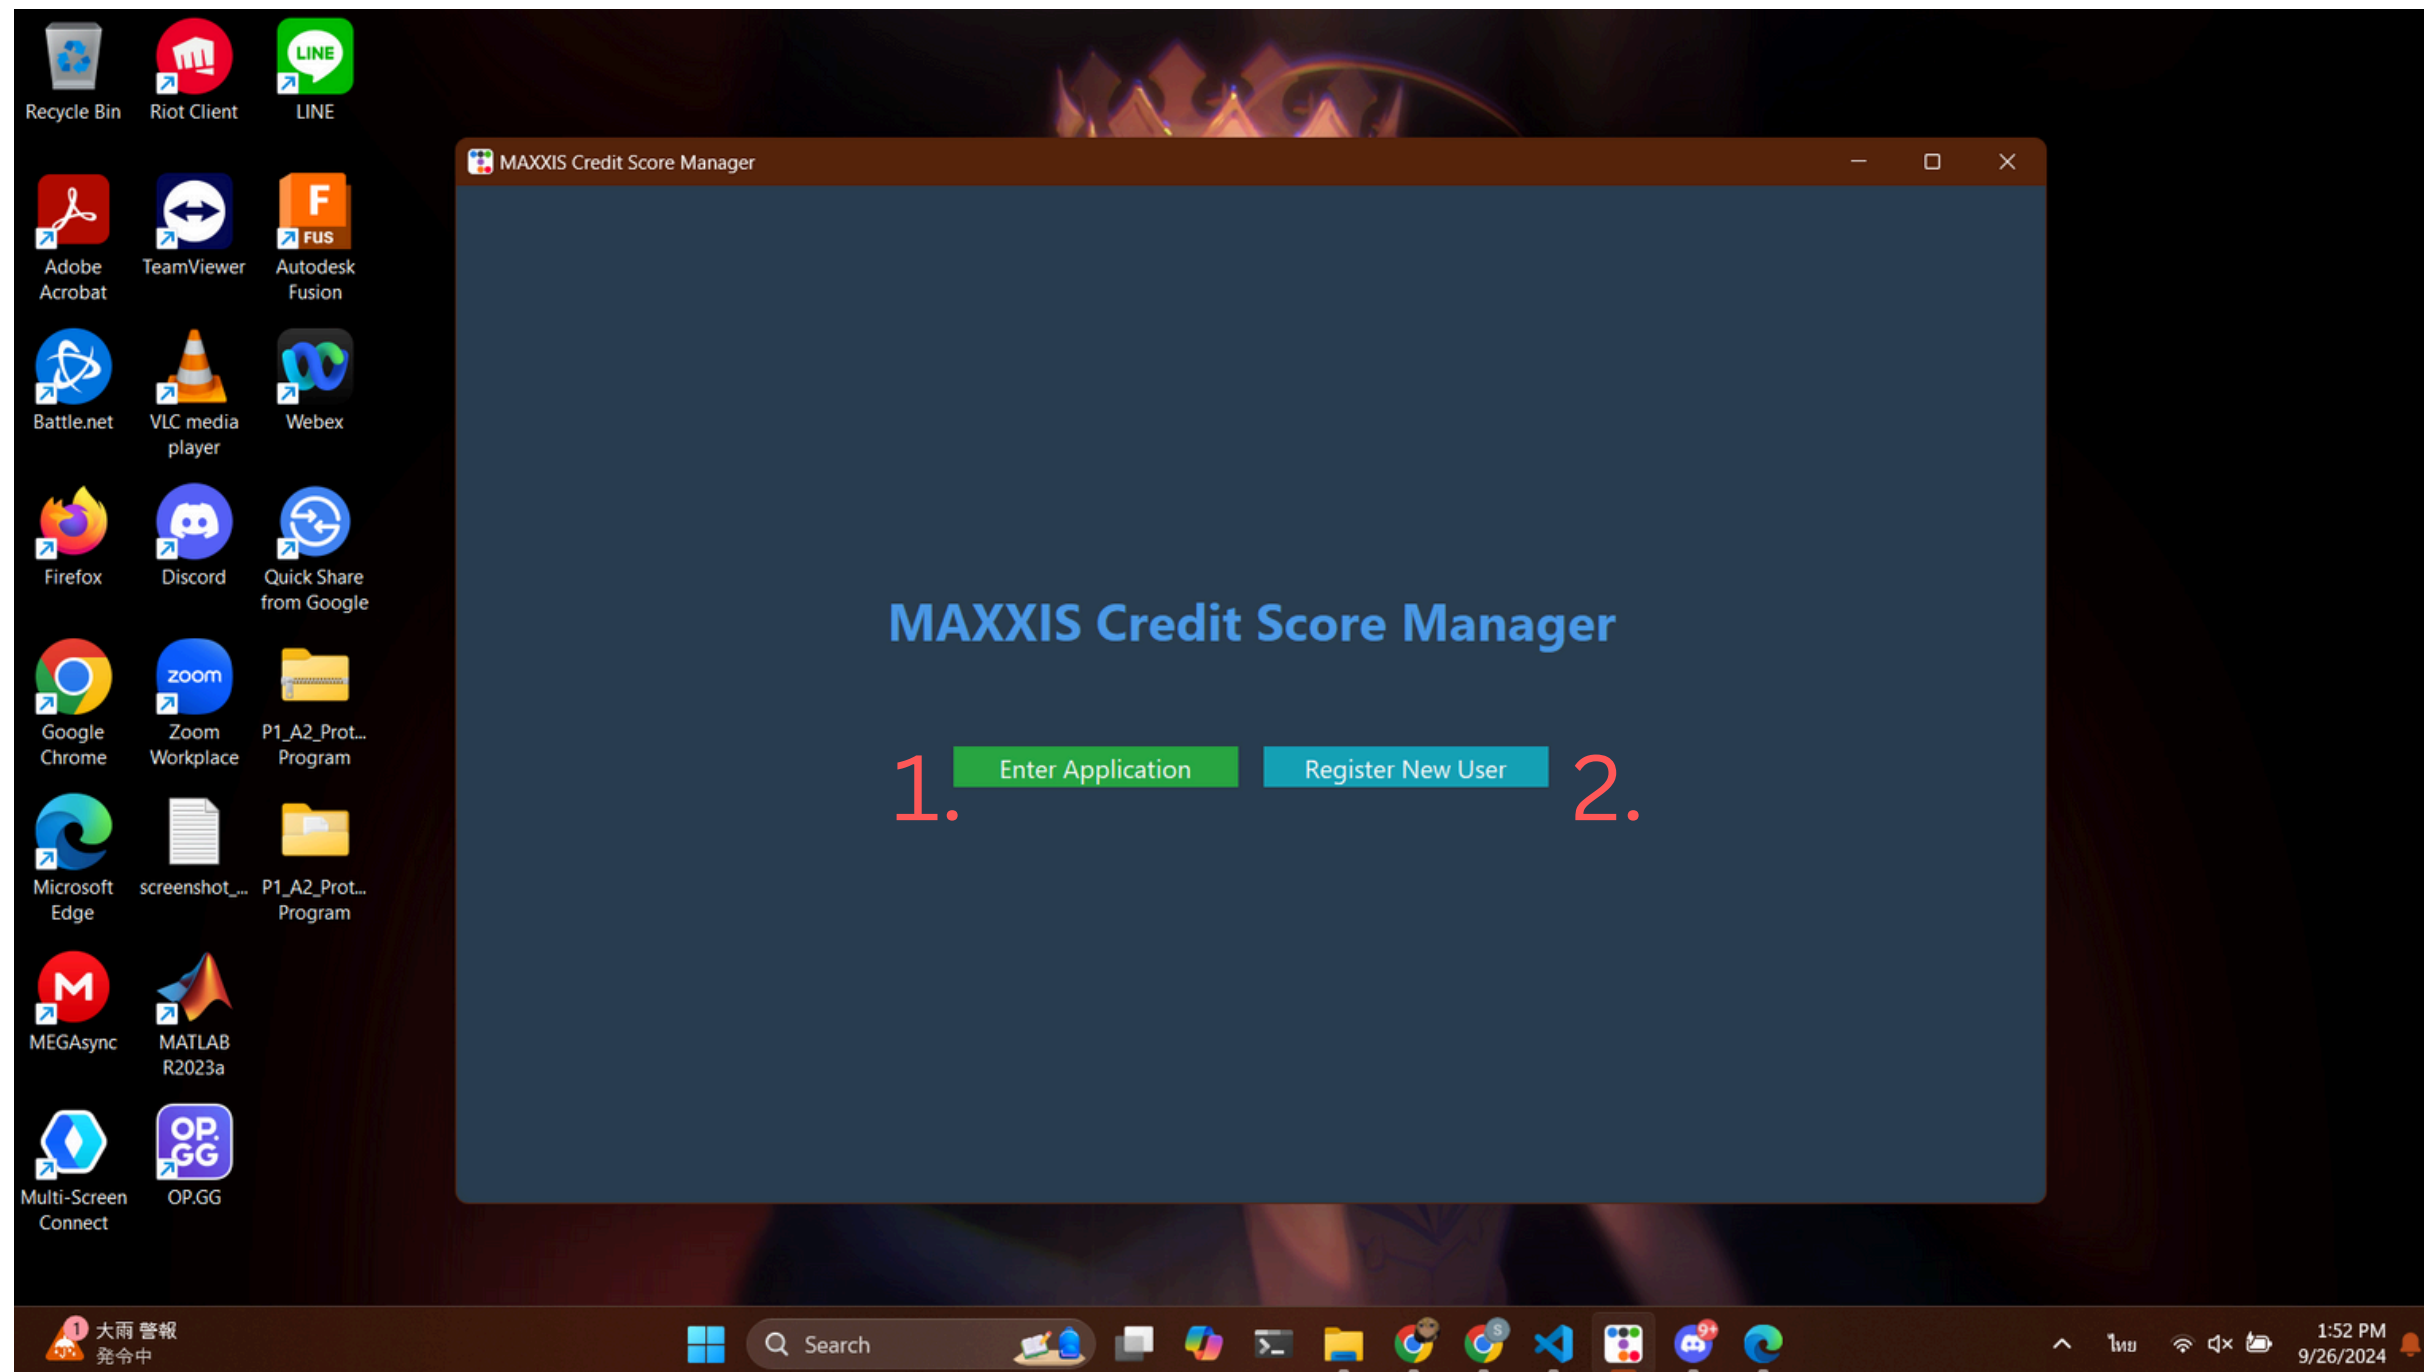 Recycle Bin
Riot Client
LINE
LINE
Adobe
Acrobat
TeamViewer
F
FUS
Autodesk
Fusion
Battle.net
VLC media
player
Webex
Firefox
Discord
Quick Share
from Google
Google
Chrome
zoom
Zoom
Workplace
P1_A2_Prot...
Program
Microsoft
Edge
screenshot_...
P1_A2_Prot...
Program
M
MEGAsync
MATLAB
R2023a
Multi-Screen
Connect
OP.
GG
OP.GG
MAXXIS Credit Score Manager
MAXXIS Credit Score Manager
1.
Enter Application
Register New User
2.
1
大雨 警報
発令中
Search
S
9+
ไทย
1:52 PM
9/26/2024